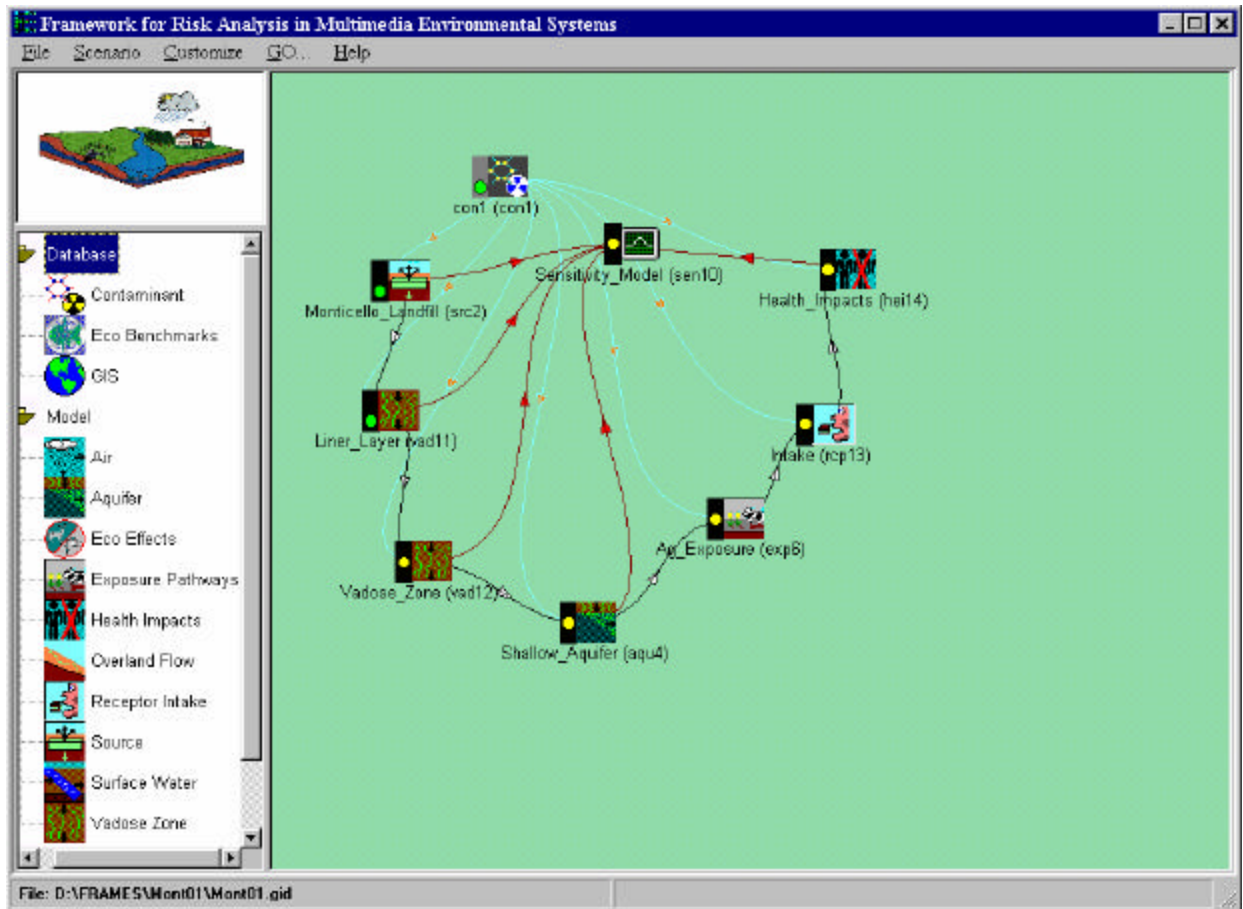 Framework for Risk Analysis in Multimedia Environmental Systems
File Scenario Customize GO... Help
Database
Contaminant
Eco Benchmarks
GIS
Model
Air
Aquifer
Eco Effects
Exposure Pathways
Health Impacts
Overland Flow
Receptor Intake
Source
Surface Water
Vadose Zone
con1 (con1)
Sensitivity_Model (sen10)
Health_Impacts (hei14)
Monticello_Landfill (src2)
Liner_Layer (vad11)
Intake (rcp13)
Ag_Exposure (exp6)
Vadose_Zone (vad12)
Shallow_Aquifer (aqu4)
File: D:\FRAMES\Mont01\Mont01.gid